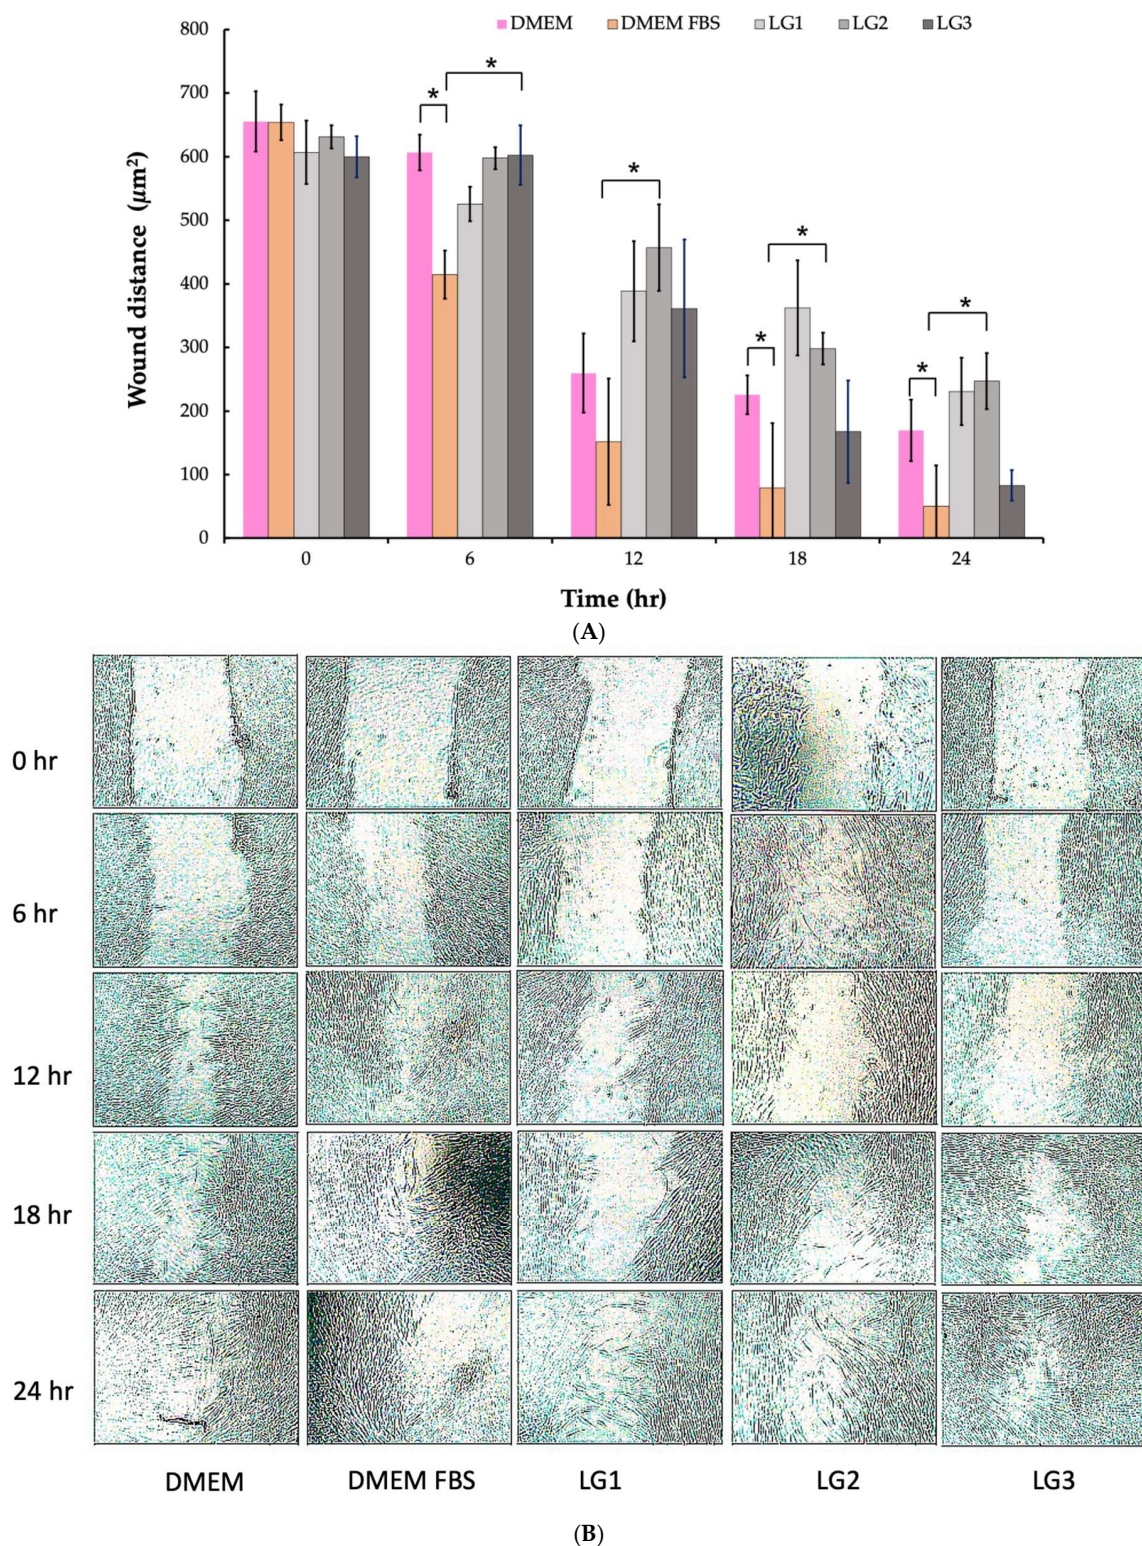 800
DMEM DMEM FBS LG1 LG2 LG3
700
600
500
400
300
200
100
0
Wound distance (µm²)
* *
*
* *
* *
0 6 12 18 24
Time (hr)
(A)
0 hr
6 hr
12 hr
18 hr
24 hr
DMEM DMEM FBS LG1 LG2 LG3
(B)